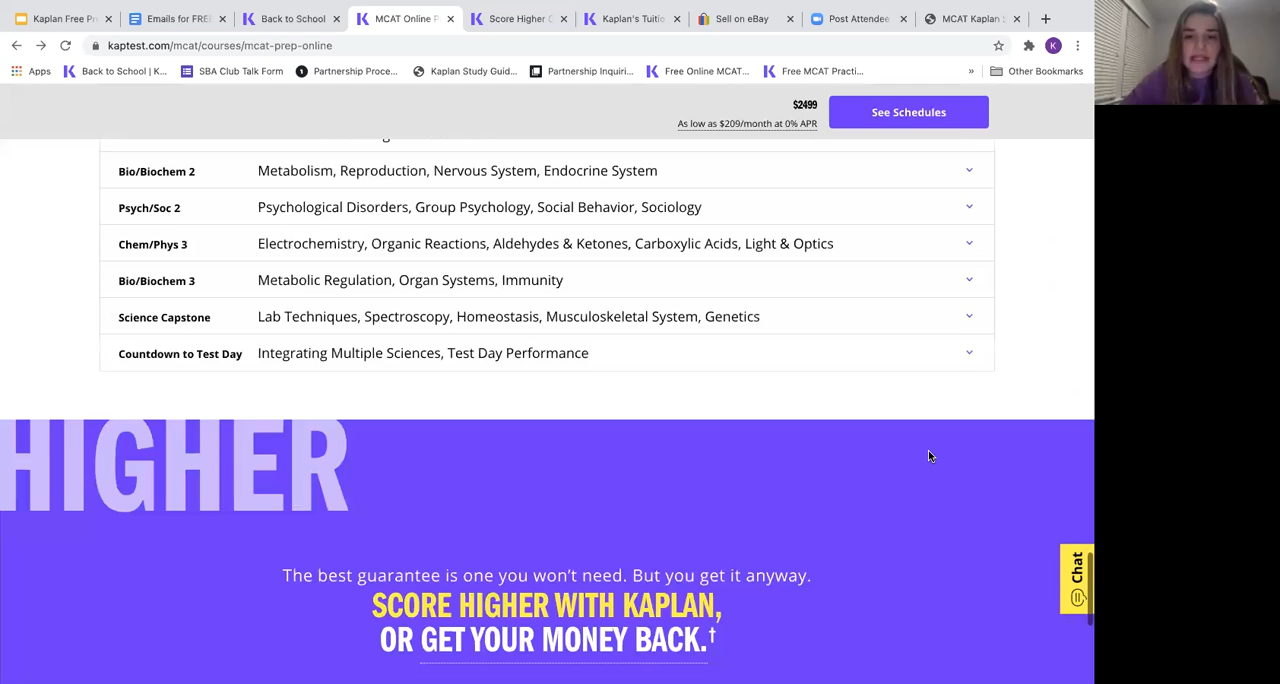 Kaplan Free Pr
Emails for FREE
Back to School
MCAT Online P
Score Higher G
Kaplan's Tuitio
Sell on eBay
Post Attendee
MCAT Kaplan
kaptest.com/mcat/courses/mcat-prep-online
K
Apps
Back to School | K...
SBA Club Talk Form
Partnership Proce...
Kaplan Study Guid...
Partnership Inquiri...
Free Online MCAT...
Free MCAT Practi...
»
Other Bookmarks
$2499
As low as $209/month at 0% APR
See Schedules
Bio/Biochem 2 Metabolism, Reproduction, Nervous System, Endocrine System
Psych/Soc 2 Psychological Disorders, Group Psychology, Social Behavior, Sociology
Chem/Phys 3 Electrochemistry, Organic Reactions, Aldehydes & Ketones, Carboxylic Acids, Light & Optics
Bio/Biochem 3 Metabolic Regulation, Organ Systems, Immunity
Science Capstone Lab Techniques, Spectroscopy, Homeostasis, Musculoskeletal System, Genetics
Countdown to Test Day Integrating Multiple Sciences, Test Day Performance
HIGHER
The best guarantee is one you won't need. But you get it anyway.
SCORE HIGHER WITH KAPLAN,
OR GET YOUR MONEY BACK.†
Chat